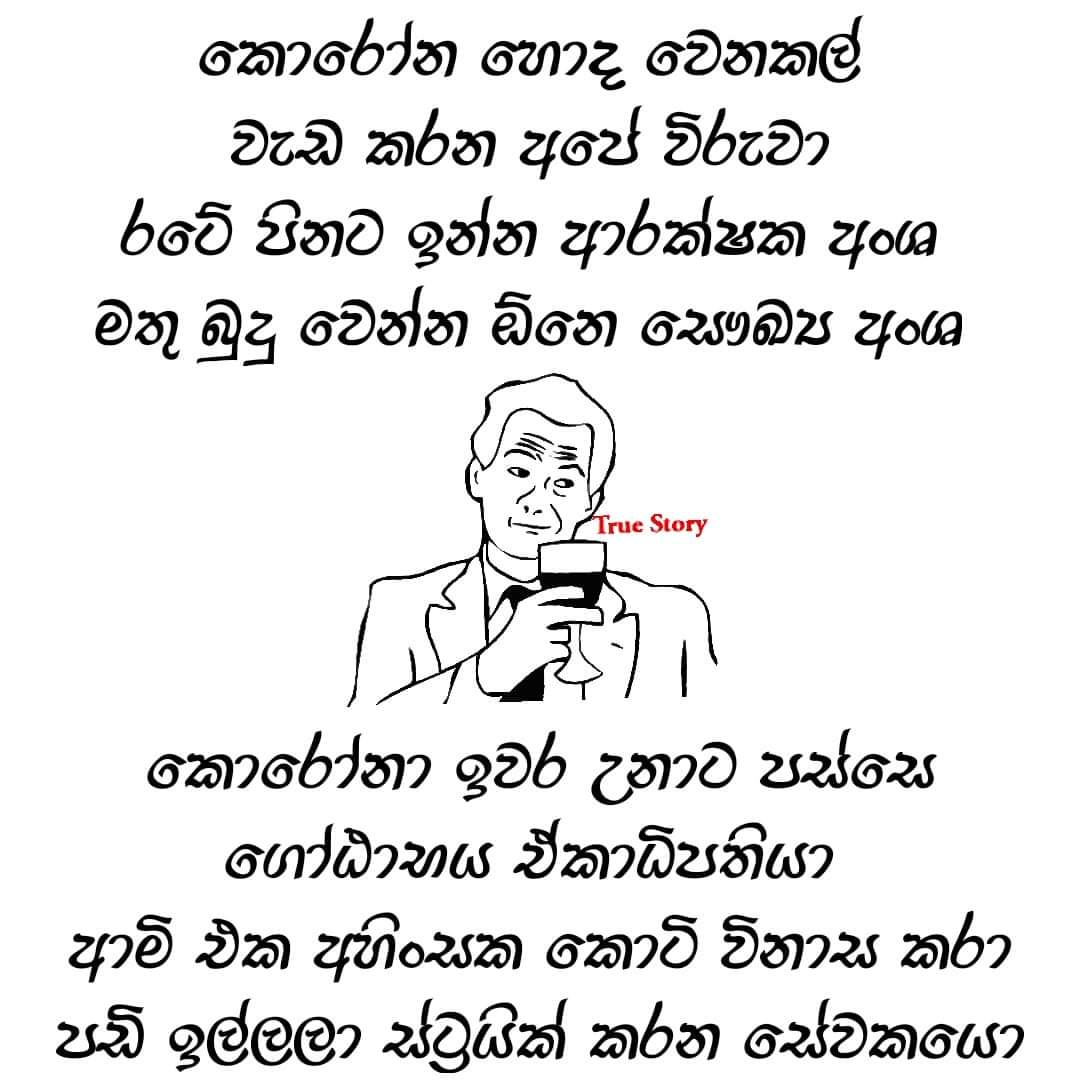 කොරෝන හොද වෙනකල්
වැඩ කරන අපේ විරුවා
රටේ පිනට ඉන්න ආරක්ෂක අංශ
මතු බුදු වෙන්න ඕනෙ සෞඛ්‍ය අංශ
True Story
කොරෝනා ඉවර උනාට පස්සෙ
ගෝඨාභය ඒකාධිපතියා
ආමි එක අහිංසක කොටි විනාස කරා
පඩි ඉල්ලලා ස්ට්‍රයික් කරන සේවකයො